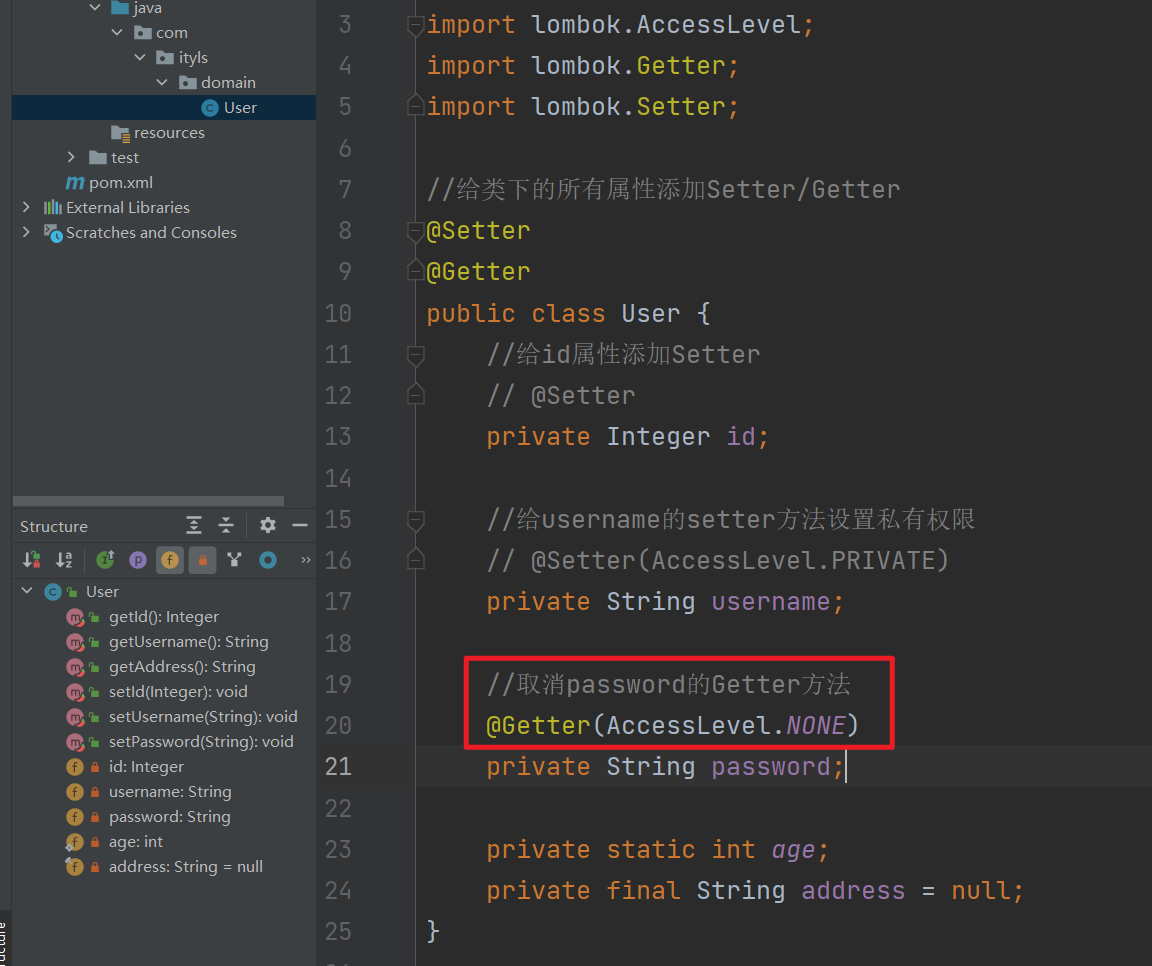 java
com
ityls
domain
User
resources
test
pom.xml
External Libraries
Scratches and Consoles
Structure
User
getId(): Integer
getUsername(): String
getAddress(): String
setId(Integer): void
setUsername(String): void
setPassword(String): void
id: Integer
username: String
password: String
age: int
address: String = null
3 import lombok.AccessLevel;
4 import lombok.Getter;
5 import lombok.Setter;
6
7 //给类下的所有属性添加Setter/Getter
8 @Setter
9 @Getter
10 public class User {
11 //给id属性添加Setter
12 // @Setter
13 private Integer id;
14
15 //给username的setter方法设置私有权限
16 // @Setter(AccessLevel.PRIVATE)
17 private String username;
18
19 //取消password的Getter方法
20 @Getter(AccessLevel.NONE)
21 private String password;
22
23 private static int age;
24 private final String address = null;
25 }